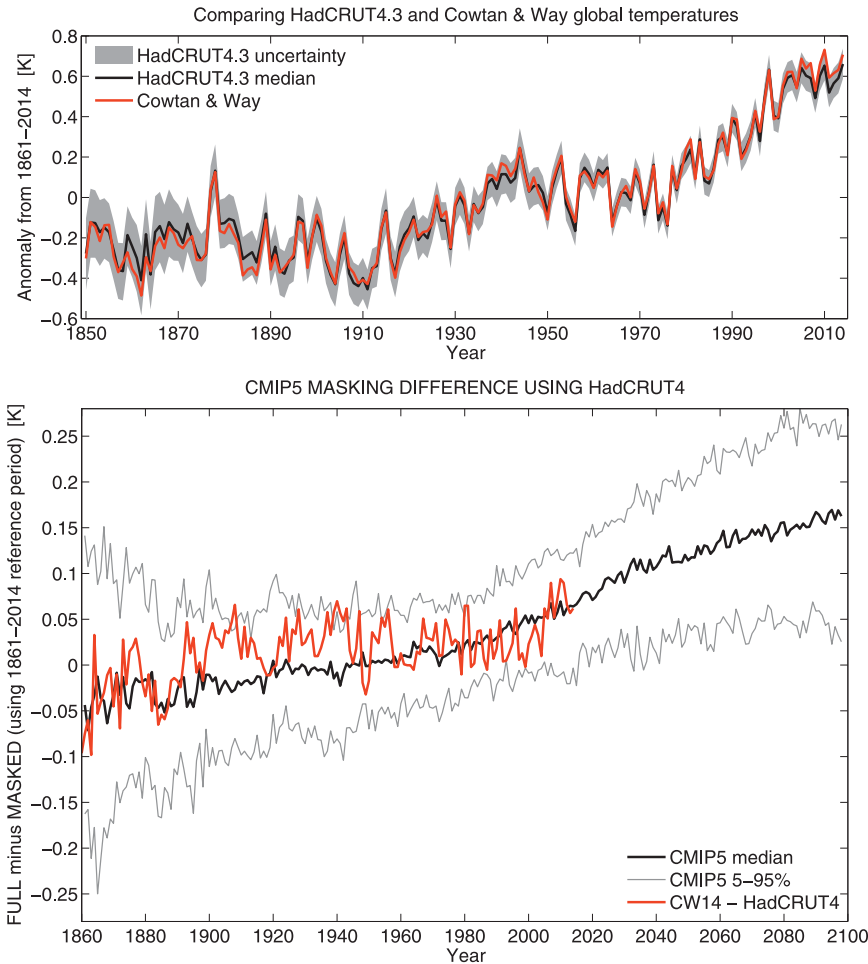 Comparing HadCRUT4.3 and Cowtan & Way global temperatures
Anomaly from 1861–2014 [K]
0.8
0.6
0.4
0.2
0
−0.2
−0.4
−0.6
HadCRUT4.3 uncertainty
HadCRUT4.3 median
Cowtan & Way
1850 1870 1890 1910 1930 1950 1970 1990 2010
Year
CMIP5 MASKING DIFFERENCE USING HadCRUT4
FULL minus MASKED (using 1861–2014 reference period) [K]
0.25
0.2
0.15
0.1
0.05
0
−0.05
−0.1
−0.15
−0.2
−0.25
CMIP5 median
CMIP5 5–95%
CW14 – HadCRUT4
1860 1880 1900 1920 1940 1960 1980 2000 2020 2040 2060 2080 2100
Year